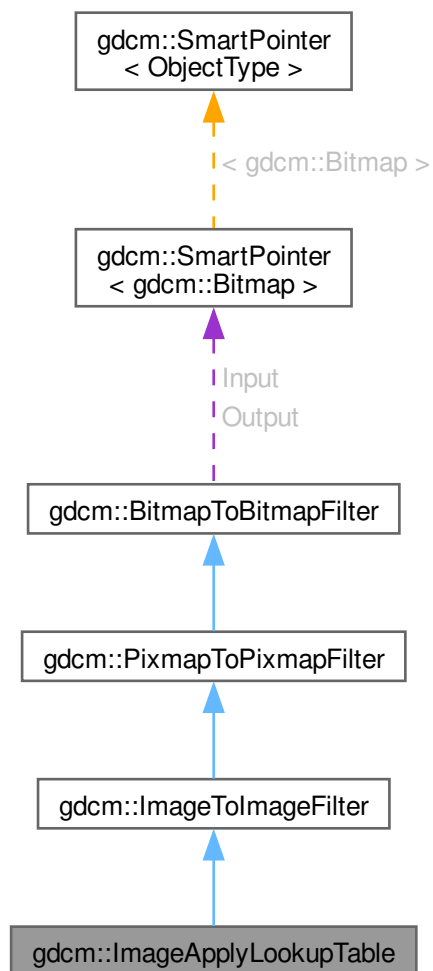 gdcm::SmartPointer
< ObjectType >
< gdcm::Bitmap >
gdcm::SmartPointer
< gdcm::Bitmap >
Input
Output
gdcm::BitmapToBitmapFilter
gdcm::PixmapToPixmapFilter
gdcm::ImageToImageFilter
gdcm::ImageApplyLookupTable